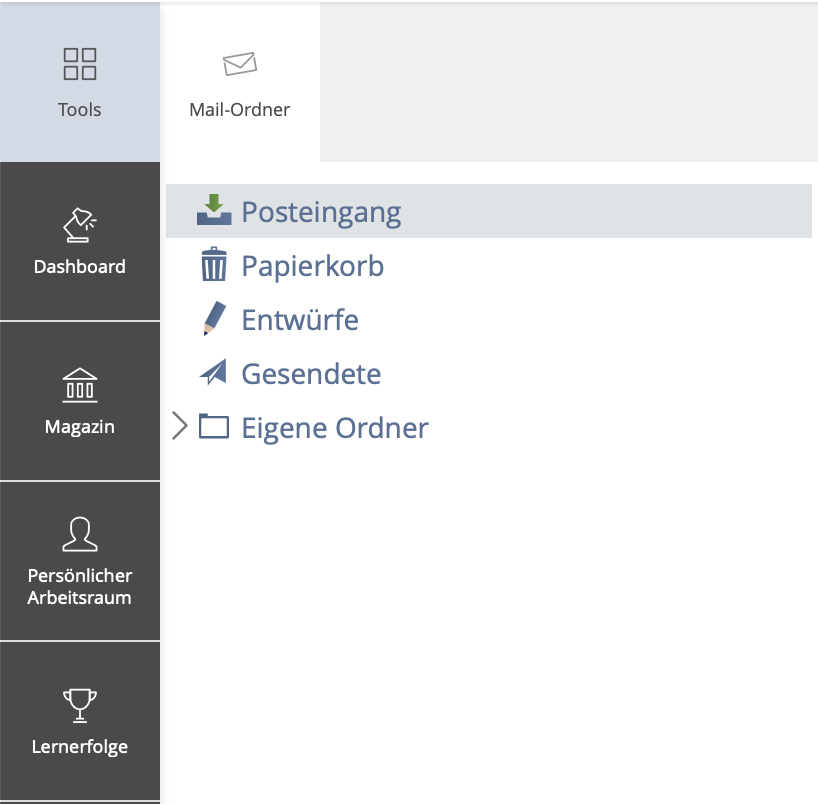 Tools
Mail-Ordner
Dashboard
Magazin
Persönlicher
Arbeitsraum
Lernerfolge
Posteingang
Papierkorb
Entwürfe
Gesendete
Eigene Ordner